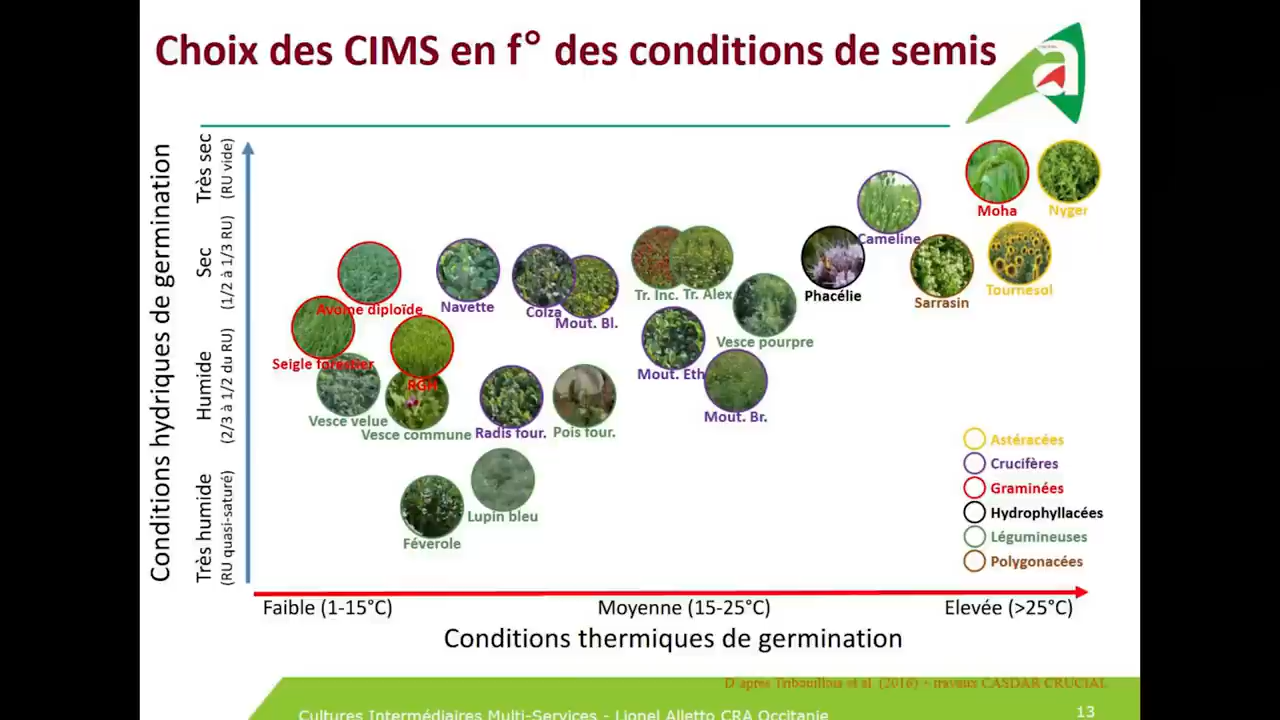 Choix des CIMS en f° des conditions de semis
Conditions hydriques de germination
Très sec
(RU vide)
Sec
(1/2 à 1/3 RU)
Humide
(2/3 à 1/2 du RU)
Très humide
(RU quasi-saturé)
Moha
Nyger
Cameline
Avoine diploïde
Navette
Colza
Mout. Bl.
Tr. Inc.
Tr. Alex
Phacélie
Sarrasin
Tournesol
Seigle forestier
RGH
Vesce pourpre
Mout. Eth
Mout. Br.
Vesce velue
Vesce commune
Radis four.
Pois four.
Lupin bleu
Féverole
Astéracées
Crucifères
Graminées
Hydrophyllacées
Légumineuses
Polygonacées
Faible (1-15°C)
Moyenne (15-25°C)
Elevée (>25°C)
Conditions thermiques de germination
D'après Tribouillois et al. (2016) - travaux CASDAR CRUCIAL
Cultures Intermédiaires Multi-Services - Lionel Alletto CRA Occitanie
13